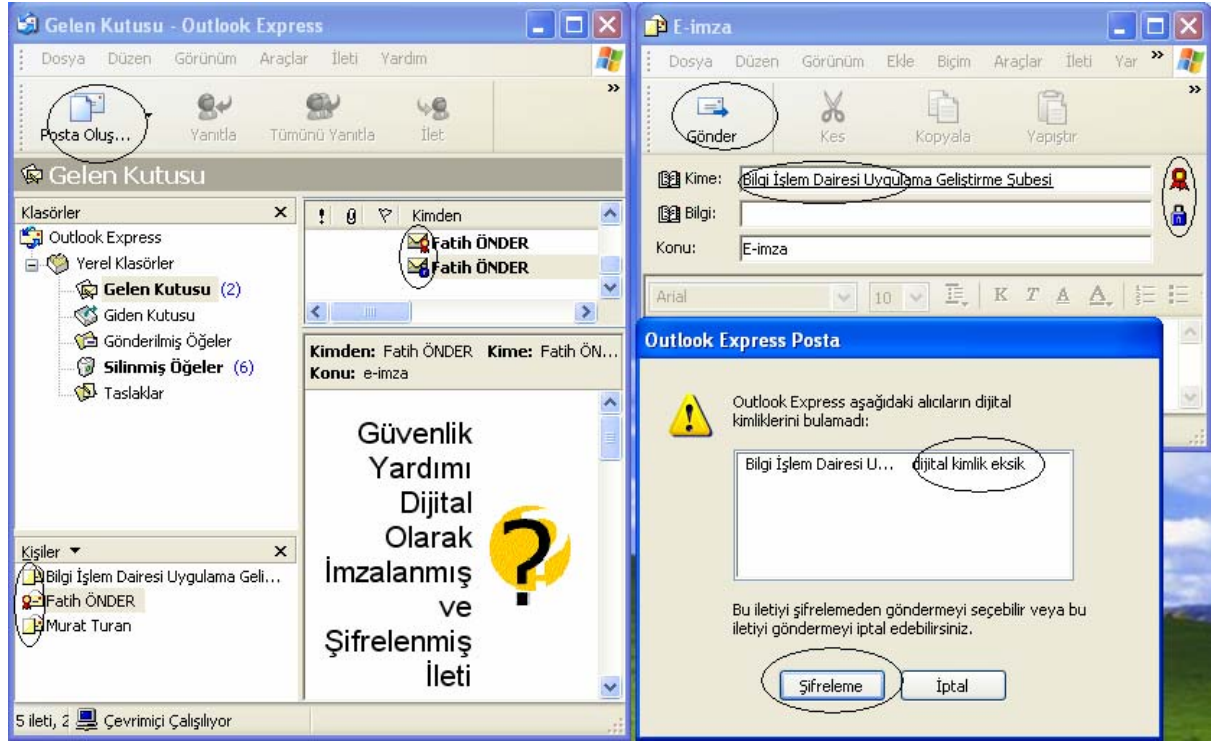 Gelen Kutusu - Outlook Express
Dosya Düzen Görünüm Araçlar İleti Yardım
Posta Oluş... Yanıtla Tümünü Yanıtla İlet
Gelen Kutusu
Klasörler
Outlook Express
Yerel Klasörler
Gelen Kutusu (2)
Giden Kutusu
Gönderilmiş Öğeler
Silinmiş Öğeler (6)
Taslaklar
Kişiler
Bilgi İşlem Dairesi Uygulama Geli...
Fatih ÖNDER
Murat Turan
Kimden
Fatih ÖNDER
Fatih ÖNDER
Kimden: Fatih ÖNDER Kime: Fatih ÖN...
Konu: e-imza
Güvenlik
Yardımı
Dijital
Olarak
İmzalanmış
ve
Şifrelenmiş
İleti
5 ileti, 2 Çevrimiçi Çalışılıyor
E-imza
Dosya Düzen Görünüm Ekle Biçim Araçlar İleti Yar
Gönder Kes Kopyala Yapıştır
Kime: Bilgi İşlem Dairesi Uygulama Geliştirme Şubesi
Bilgi:
Konu: E-imza
Arial 10 K T A A
Outlook Express Posta
Outlook Express aşağıdaki alıcıların dijital
kimliklerini bulamadı:
Bilgi İşlem Dairesi U... dijital kimlik eksik
Bu iletiyi şifrelemeden göndermeyi seçebilir veya bu
iletiyi göndermeyi iptal edebilirsiniz.
Şifreleme İptal